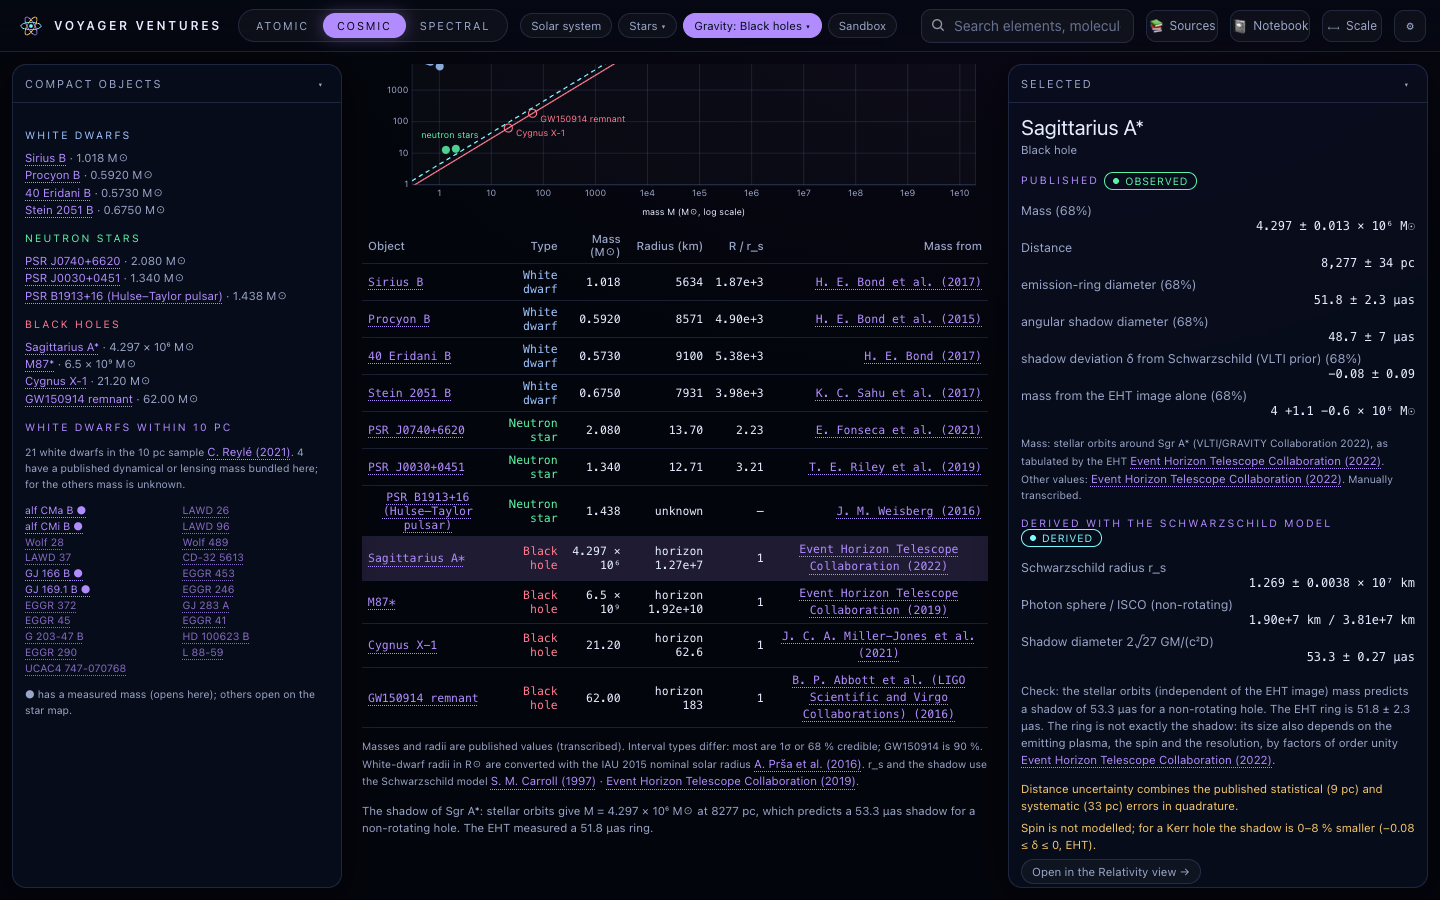 VOYAGER VENTURES
ATOMIC
COSMIC
SPECTRAL
Solar system
Stars
Gravity: Black holes
Sandbox
Search elements, molecul
Sources
Notebook
Scale
COMPACT OBJECTS
WHITE DWARFS
Sirius B · 1.018 M☉
Procyon B · 0.5920 M☉
40 Eridani B · 0.5730 M☉
Stein 2051 B · 0.6750 M☉
NEUTRON STARS
PSR J0740+6620 · 2.080 M☉
PSR J0030+0451 · 1.340 M☉
PSR B1913+16 (Hulse–Taylor pulsar) · 1.438 M☉
BLACK HOLES
Sagittarius A* · 4.297 × 10⁶ M☉
M87* · 6.5 × 10⁹ M☉
Cygnus X-1 · 21.20 M☉
GW150914 remnant · 62.00 M☉
WHITE DWARFS WITHIN 10 PC
21 white dwarfs in the 10 pc sample C. Reylé (2021). 4
have a published dynamical or lensing mass bundled here;
for the others mass is unknown.
alf CMa B ● LAWD 26
alf CMi B ● LAWD 96
Wolf 28 Wolf 489
LAWD 37 CD-32 5613
GJ 166 B ● EGGR 453
GJ 169.1 B ● EGGR 246
EGGR 372 GJ 283 A
EGGR 45 EGGR 41
G 203-47 B HD 100623 B
EGGR 290 L 88-59
UCAC4 747-070768
● has a measured mass (opens here); others open on the
star map.
1000
100
10
1
neutron stars
GW150914 remnant
Cygnus X-1
1 10 100 1000 1e4 1e5 1e6 1e7 1e8 1e9 1e10
mass M (M☉, log scale)
Object Type Mass (M☉) Radius (km) R / r_s Mass from
Sirius B White dwarf 1.018 5634 1.87e+3 H. E. Bond et al. (2017)
Procyon B White dwarf 0.5920 8571 4.90e+3 H. E. Bond et al. (2015)
40 Eridani B White dwarf 0.5730 9100 5.38e+3 H. E. Bond (2017)
Stein 2051 B White dwarf 0.6750 7931 3.98e+3 K. C. Sahu et al. (2017)
PSR J0740+6620 Neutron star 2.080 13.70 2.23 E. Fonseca et al. (2021)
PSR J0030+0451 Neutron star 1.340 12.71 3.21 T. E. Riley et al. (2019)
PSR B1913+16 (Hulse–Taylor pulsar) Neutron star 1.438 unknown — J. M. Weisberg (2016)
Sagittarius A* Black hole 4.297 × 10⁶ horizon 1.27e+7 1 Event Horizon Telescope Collaboration (2022)
M87* Black hole 6.5 × 10⁹ horizon 1.92e+10 1 Event Horizon Telescope Collaboration (2019)
Cygnus X-1 Black hole 21.20 horizon 62.6 1 J. C. A. Miller-Jones et al. (2021)
GW150914 remnant Black hole 62.00 horizon 183 1 B. P. Abbott et al. (LIGO Scientific and Virgo Collaborations) (2016)
Masses and radii are published values (transcribed). Interval types differ: most are 1σ or 68 % credible; GW150914 is 90 %.
White-dwarf radii in R☉ are converted with the IAU 2015 nominal solar radius A. Prša et al. (2016). r_s and the shadow use
the Schwarzschild model S. M. Carroll (1997) · Event Horizon Telescope Collaboration (2019).
The shadow of Sgr A*: stellar orbits give M = 4.297 × 10⁶ M☉ at 8277 pc, which predicts a 53.3 μas shadow for a
non-rotating hole. The EHT measured a 51.8 μas ring.
SELECTED
Sagittarius A*
Black hole
PUBLISHED ● OBSERVED
Mass (68%)
4.297 ± 0.013 × 10⁶ M☉
Distance
8,277 ± 34 pc
emission-ring diameter (68%)
51.8 ± 2.3 μas
angular shadow diameter (68%)
48.7 ± 7 μas
shadow deviation δ from Schwarzschild (VLTI prior) (68%)
−0.08 ± 0.09
mass from the EHT image alone (68%)
4 +1.1 −0.6 × 10⁶ M☉
Mass: stellar orbits around Sgr A* (VLTI/GRAVITY Collaboration 2022), as
tabulated by the EHT Event Horizon Telescope Collaboration (2022).
Other values: Event Horizon Telescope Collaboration (2022). Manually
transcribed.
DERIVED WITH THE SCHWARZSCHILD MODEL
● DERIVED
Schwarzschild radius r_s
1.269 ± 0.0038 × 10⁷ km
Photon sphere / ISCO (non-rotating)
1.90e+7 km / 3.81e+7 km
Shadow diameter 2√27 GM/(c²D)
53.3 ± 0.27 μas
Check: the stellar orbits (independent of the EHT image) mass predicts
a shadow of 53.3 μas for a non-rotating hole. The EHT ring is 51.8 ± 2.3
μas. The ring is not exactly the shadow: its size also depends on the
emitting plasma, the spin and the resolution, by factors of order unity
Event Horizon Telescope Collaboration (2022).
Distance uncertainty combines the published statistical (9 pc) and
systematic (33 pc) errors in quadrature.
Spin is not modelled; for a Kerr hole the shadow is 0–8 % smaller (−0.08
≤ δ ≤ 0, EHT).
Open in the Relativity view →